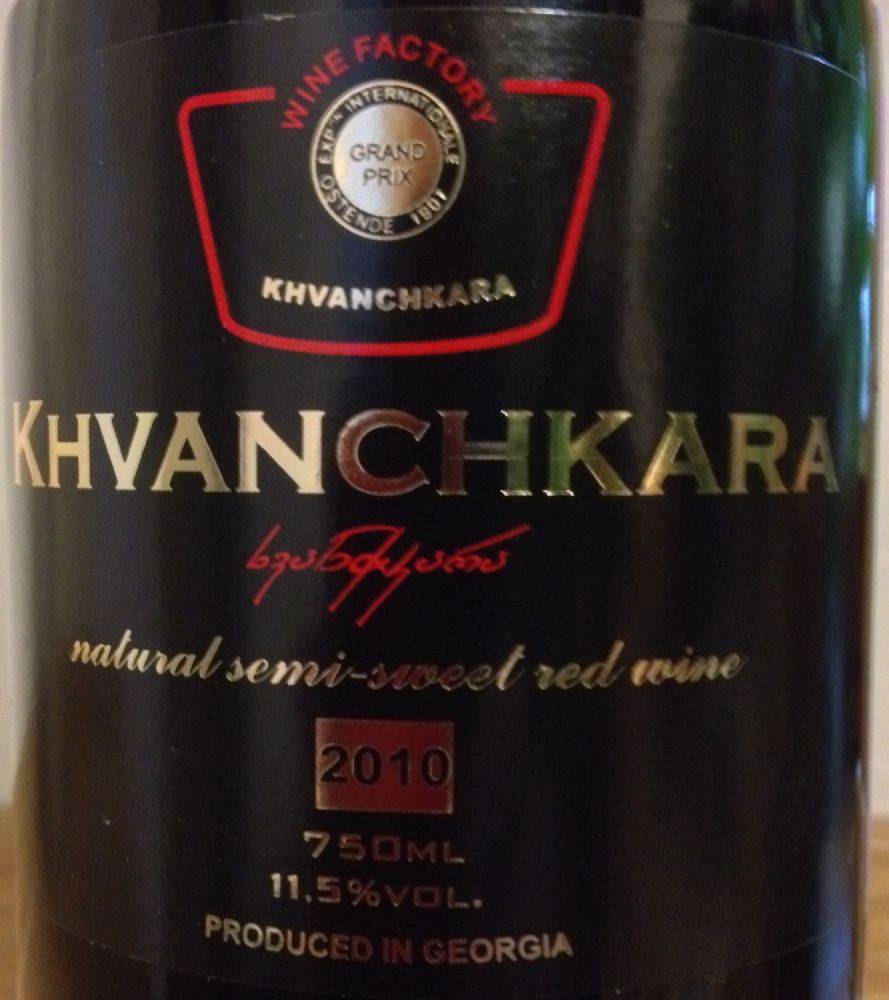 WINE FACTORY
EXPON INTERNATIONALE
GRAND
PRIX
OSTENDE 1907
KHVANCHKARA
KHVANCHKARA
ხვანჭკარა
natural semi-sweet red wine
2010
750ML
11.5%VOL.
PRODUCED IN GEORGIA